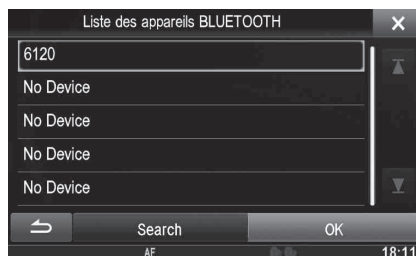 Liste des appareils BLUETOOTH
6120
No Device
No Device
No Device
No Device
Search OK
AF 18:11